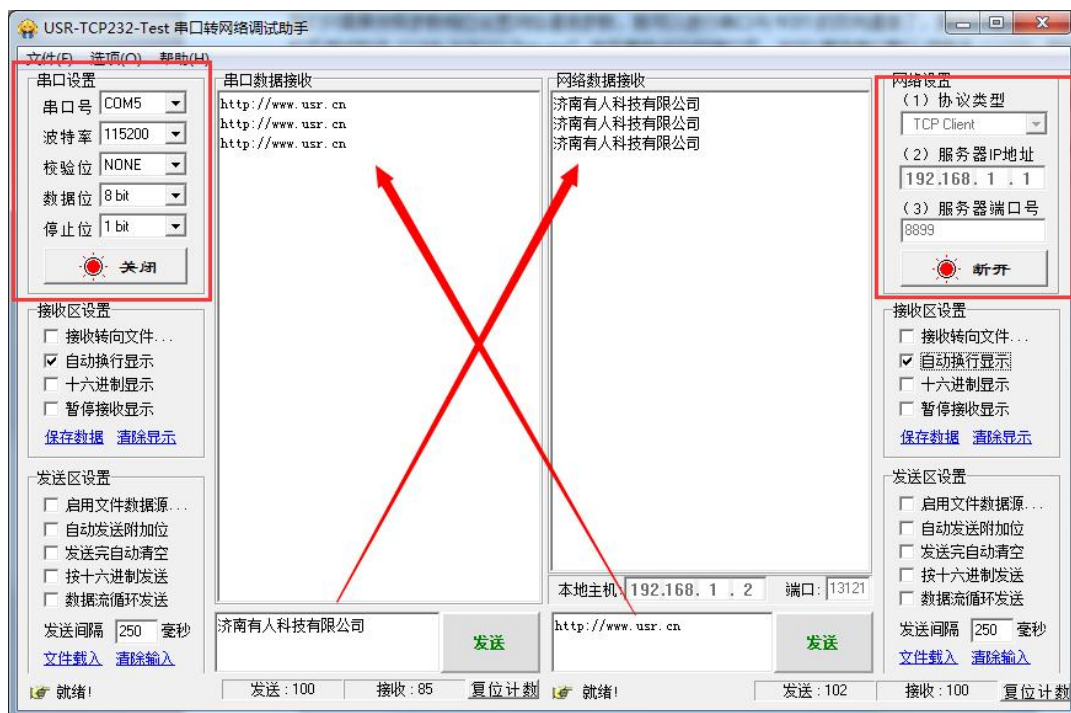 USR-TCP232-Test 串口转网络调试助手
文件(F) 选项(O) 帮助(H)
串口设置
串口号 COM5
波特率 115200
校验位 NONE
数据位 8 bit
停止位 1 bit
关闭
接收区设置
接收转向文件...
自动换行显示
十六进制显示
暂停接收显示
保存数据 清除显示
发送区设置
启用文件数据源...
自动发送附加位
发送完自动清空
按十六进制发送
数据流循环发送
发送间隔 250 毫秒
文件载入 清除输入
串口数据接收
http://www.usr.cn
http://www.usr.cn
http://www.usr.cn
济南有人科技有限公司
发送
网络数据接收
济南有人科技有限公司
济南有人科技有限公司
济南有人科技有限公司
本地主机: 192.168. 1 . 2 端口: 13121
http://www.usr.cn
发送
网络设置
(1) 协议类型
TCP Client
(2) 服务器IP地址
192.168. 1 . 1
(3) 服务器端口号
8899
断开
接收区设置
接收转向文件...
自动换行显示
十六进制显示
暂停接收显示
保存数据 清除显示
发送区设置
启用文件数据源...
自动发送附加位
发送完自动清空
按十六进制发送
数据流循环发送
发送间隔 250 毫秒
文件载入 清除输入
就绪! 发送:100 接收:85 复位计数
就绪! 发送:102 接收:100 复位计数